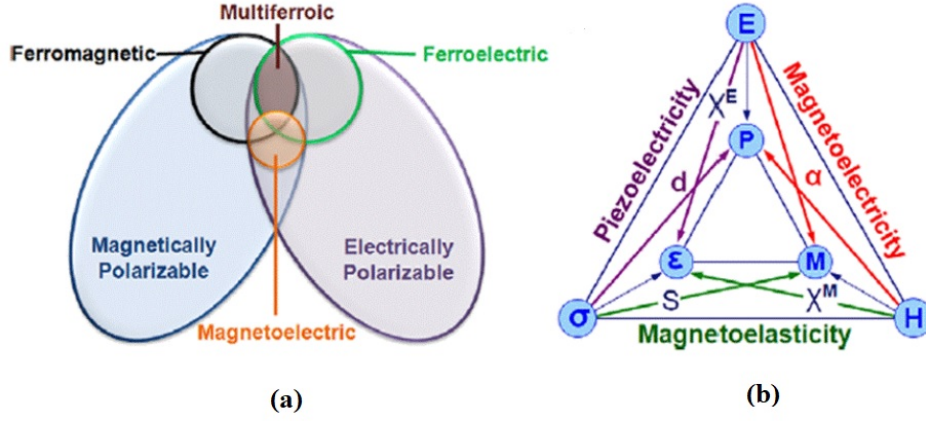 Multiferroic
Ferromagnetic
Ferroelectric
Magnetically
Polarizable
Electrically
Polarizable
Magnetoelectric
(a)
E
Piezoelectricity
Magnetoelectricity
χᴱ
P
d
α
ε
M
S
χᴹ
σ
H
Magnetoelasticity
(b)